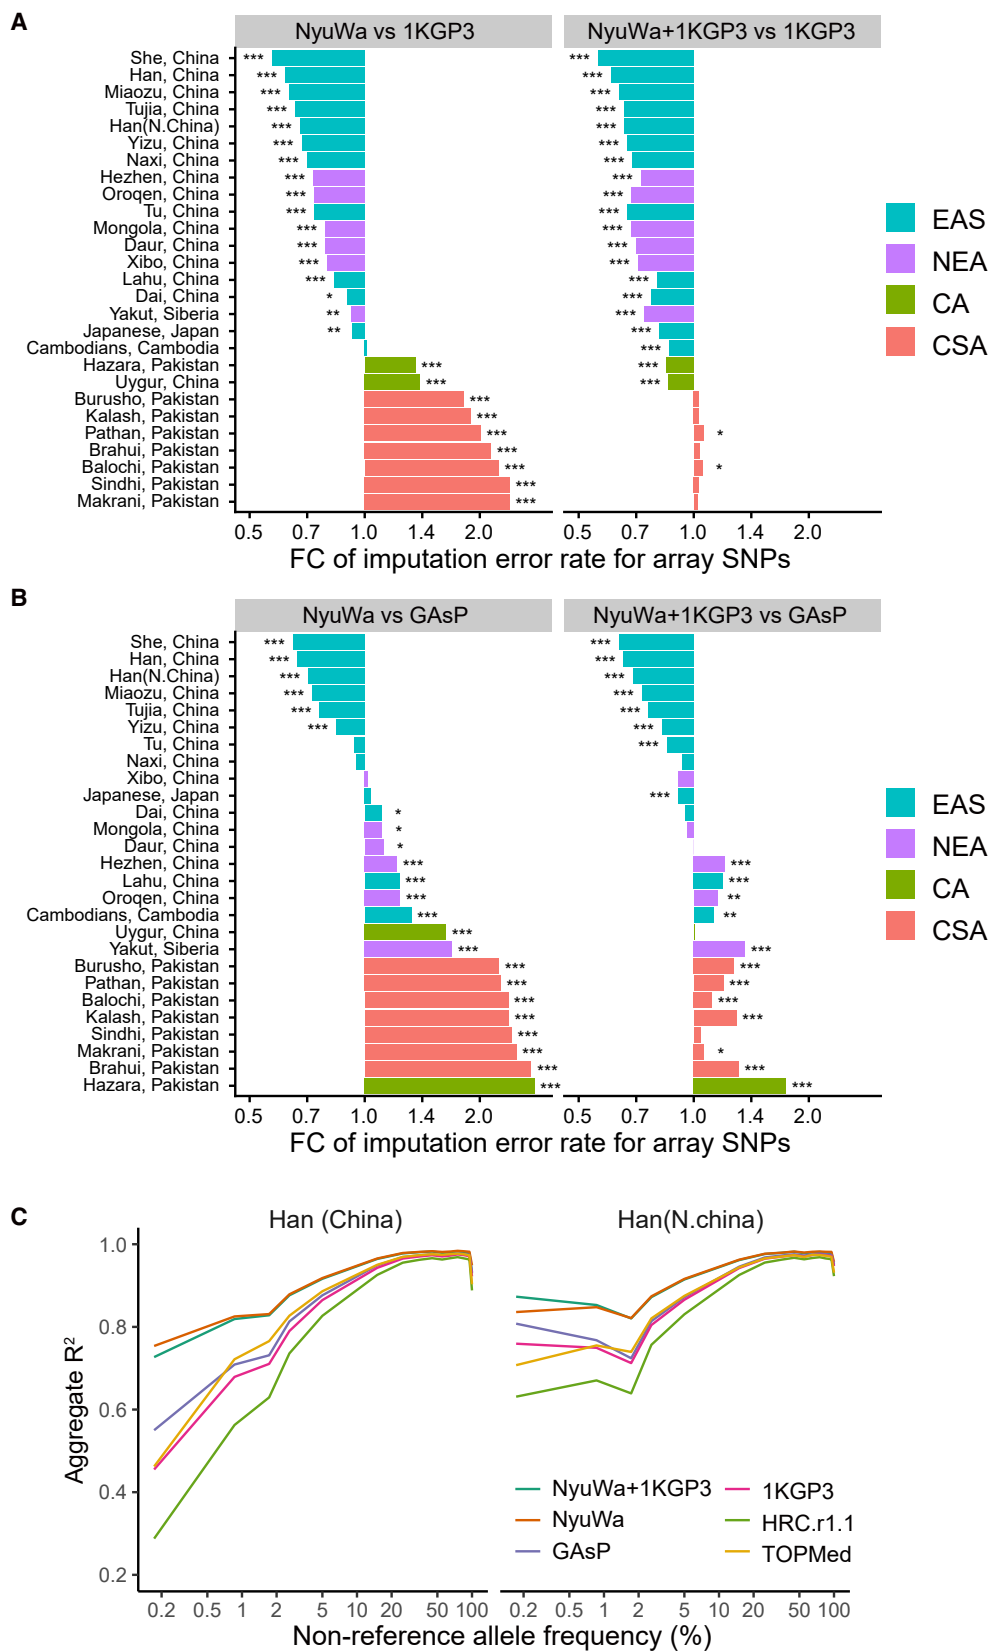 A
NyuWa vs 1KGP3
NyuWa+1KGP3 vs 1KGP3
She, China *** ***
Han, China *** ***
Miaozu, China *** ***
Tujia, China *** ***
Han(N.China) *** ***
Yizu, China *** ***
Naxi, China *** ***
Hezhen, China *** ***
Oroqen, China *** ***
Tu, China *** ***
Mongola, China *** ***
Daur, China *** ***
Xibo, China *** ***
Lahu, China *** ***
Dai, China * ***
Yakut, Siberia ** ***
Japanese, Japan ** ***
Cambodians, Cambodia ***
Hazara, Pakistan *** ***
Uygur, China *** ***
Burusho, Pakistan ***
Kalash, Pakistan ***
Pathan, Pakistan *** *
Brahui, Pakistan ***
Balochi, Pakistan *** *
Sindhi, Pakistan ***
Makrani, Pakistan ***
0.5 0.7 1.0 1.4 2.0 0.5 0.7 1.0 1.4 2.0
FC of imputation error rate for array SNPs
EAS
NEA
CA
CSA
B
NyuWa vs GAsP
NyuWa+1KGP3 vs GAsP
She, China *** ***
Han, China *** ***
Han(N.China) *** ***
Miaozu, China *** ***
Tujia, China *** ***
Yizu, China *** ***
Tu, China ***
Naxi, China
Xibo, China
Japanese, Japan ***
Dai, China *
Mongola, China *
Daur, China *
Hezhen, China *** ***
Lahu, China *** ***
Oroqen, China *** **
Cambodians, Cambodia *** **
Uygur, China ***
Yakut, Siberia *** ***
Burusho, Pakistan *** ***
Pathan, Pakistan *** ***
Balochi, Pakistan *** ***
Kalash, Pakistan *** ***
Sindhi, Pakistan ***
Makrani, Pakistan *** *
Brahui, Pakistan *** ***
Hazara, Pakistan *** ***
0.5 0.7 1.0 1.4 2.0 0.5 0.7 1.0 1.4 2.0
FC of imputation error rate for array SNPs
EAS
NEA
CA
CSA
C
Han (China)
Han(N.china)
Aggregate R²
1.0
0.8
0.6
0.4
0.2
NyuWa+1KGP3
NyuWa
GAsP
1KGP3
HRC.r1.1
TOPMed
0.2 0.5 1 2 5 10 20 50 100 0.2 0.5 1 2 5 10 20 50 100
Non-reference allele frequency (%)